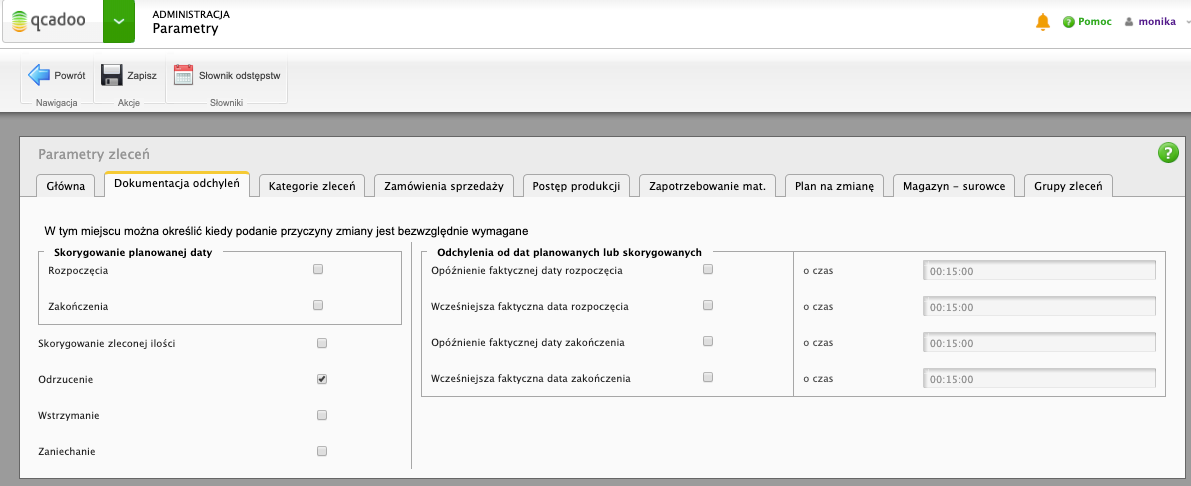 qcadoo
ADMINISTRACJA
Parametry
Pomoc
monika
Powrót
Zapisz
Słownik odstępstw
Nawigacja
Akcje
Słowniki
Parametry zleceń
?
Główna
Dokumentacja odchyleń
Kategorie zleceń
Zamówienia sprzedaży
Postęp produkcji
Zapotrzebowanie mat.
Plan na zmianę
Magazyn - surowce
Grupy zleceń
W tym miejscu można określić kiedy podanie przyczyny zmiany jest bezwzględnie wymagane
Skorygowanie planowanej daty
Rozpoczęcia
Zakończenia
Skorygowanie zleconej ilości
Odrzucenie
Wstrzymanie
Zaniechanie
Odchylenia od dat planowanych lub skorygowanych
Opóźnienie faktycznej daty rozpoczęcia
o czas
00:15:00
Wcześniejsza faktyczna data rozpoczęcia
o czas
00:15:00
Opóźnienie faktycznej daty zakończenia
o czas
00:15:00
Wcześniejsza faktyczna data zakończenia
o czas
00:15:00